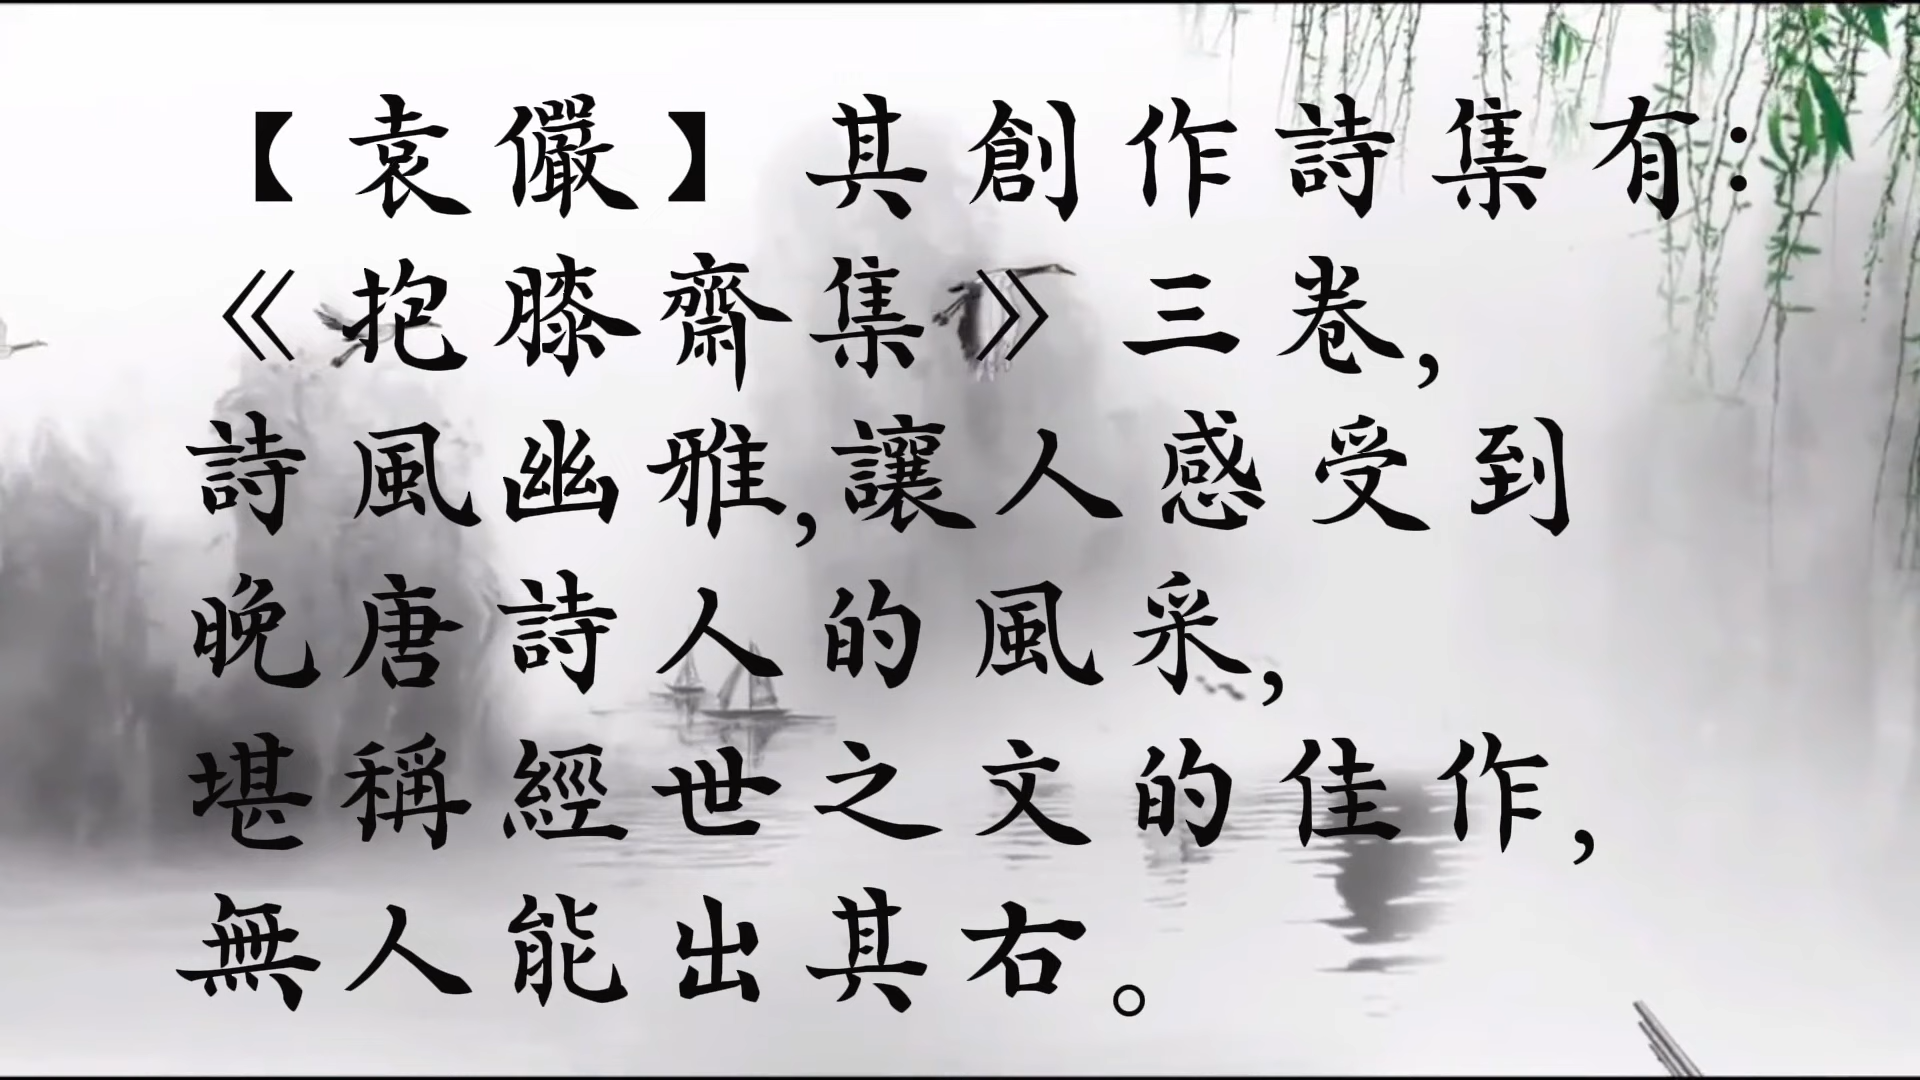 【袁儼】其創作詩集有:
《抱膝齋集》三卷,
詩風幽雅,讓人感受到
晚唐詩人的風采,
堪稱經世之文的佳作,
無人能出其右。